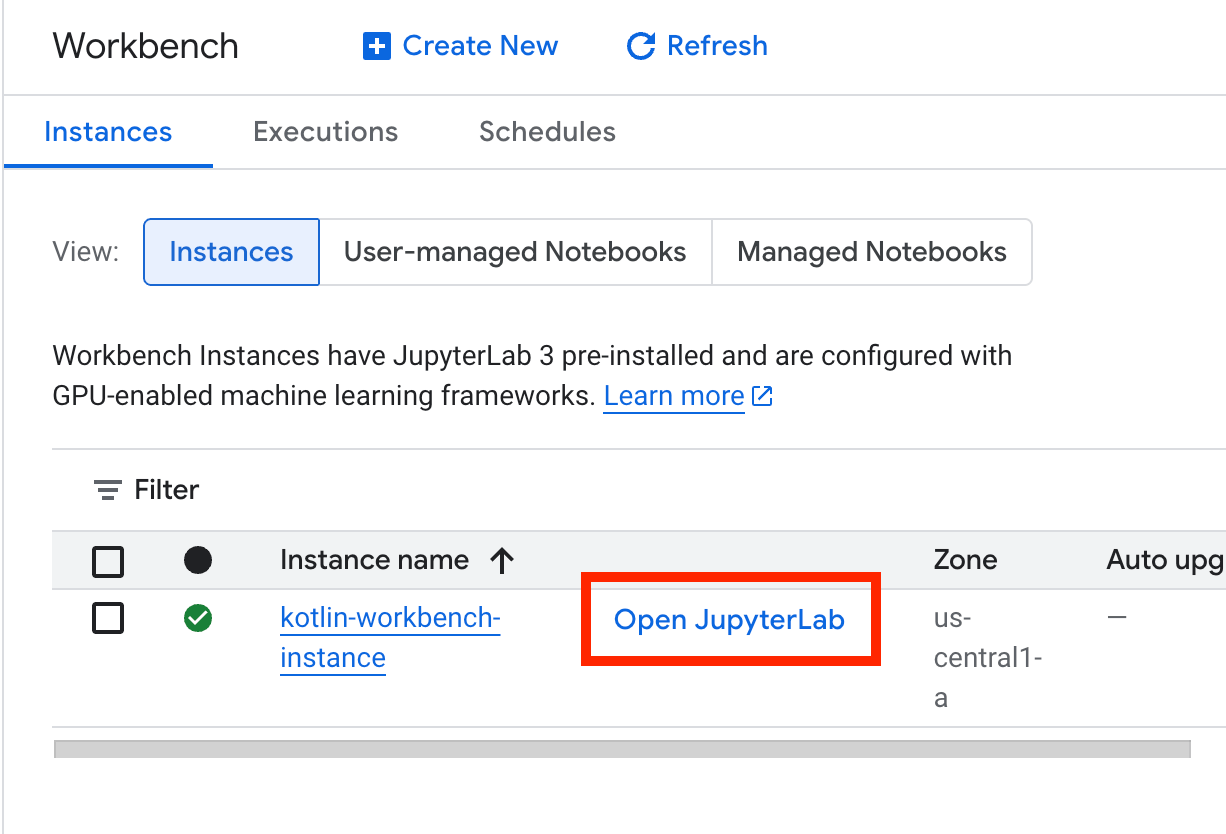 Workbench Create New Refresh
Instances Executions Schedules
View: Instances User-managed Notebooks Managed Notebooks
Workbench Instances have JupyterLab 3 pre-installed and are configured with
GPU-enabled machine learning frameworks. Learn more
Filter
Instance name Zone Auto upg
kotlin-workbench- Open JupyterLab us- —
instance central1-
a